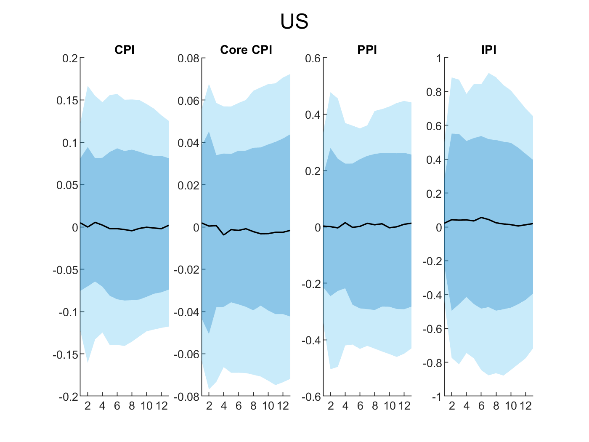 US
CPI Core CPI PPI IPI
0.2 0.08 0.6 1
0.8
0.15 0.06
0.4 0.6
0.1 0.04
0.4
0.2
0.05 0.02 0.2
0 0 0 0
-0.05 -0.02 -0.2
-0.2
-0.4
-0.1 -0.04
-0.4 -0.6
-0.15 -0.06
-0.8
-0.2 -0.08 -0.6 -1
2 4 6 8 10 12 2 4 6 8 10 12 2 4 6 8 10 12 2 4 6 8 10 12